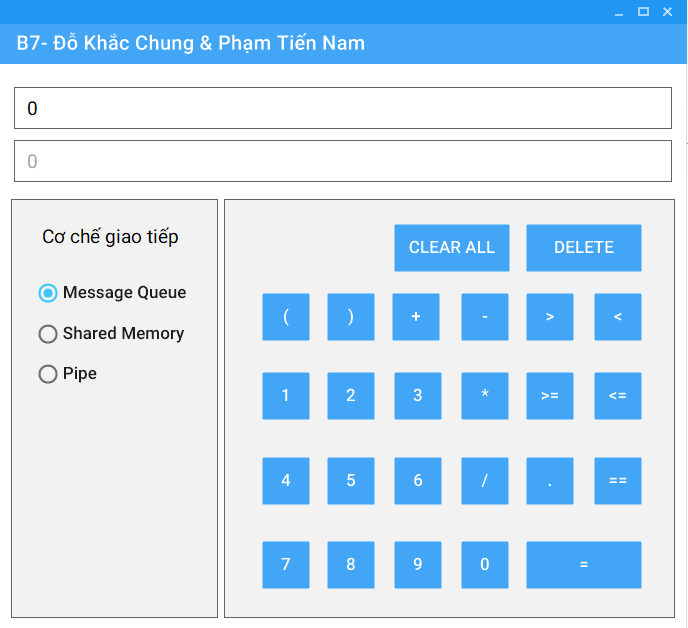 B7- Đỗ Khắc Chung & Phạm Tiến Nam
0
0
Cơ chế giao tiếp
Message Queue
Shared Memory
Pipe
CLEAR ALL DELETE
( ) + - > <
1 2 3 * >= <=
4 5 6 / . ==
7 8 9 0 =